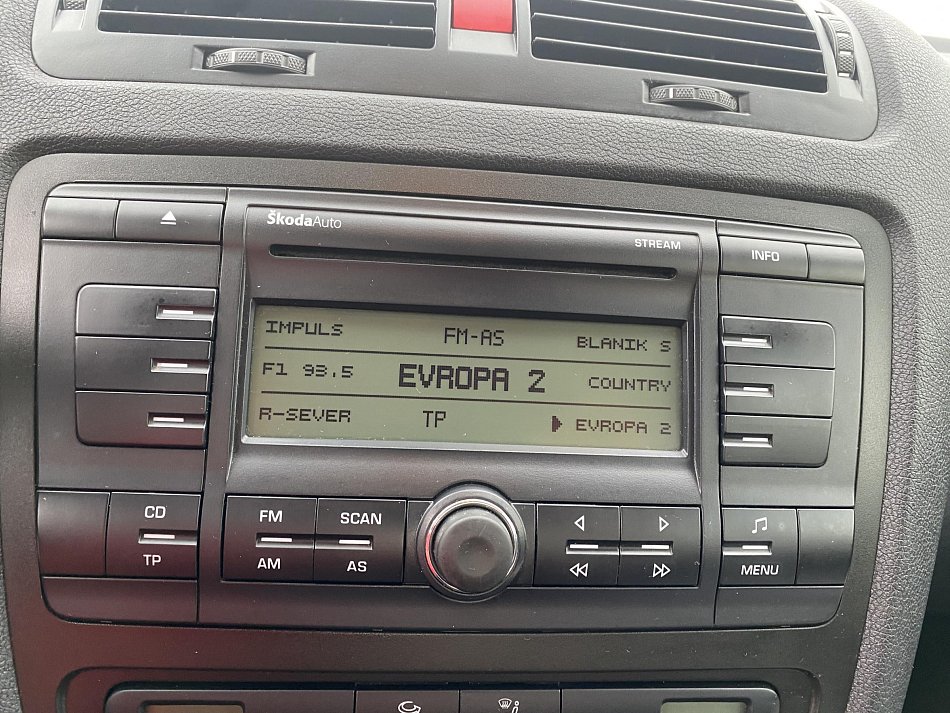 ŠkodaAuto
STREAM
INFO
IMPULS FM-AS BLANIK S
F1 93.5 EVROPA 2 COUNTRY
R-SEVER TP EVROPA 2
CD
TP
FM
AM
SCAN
AS
MENU